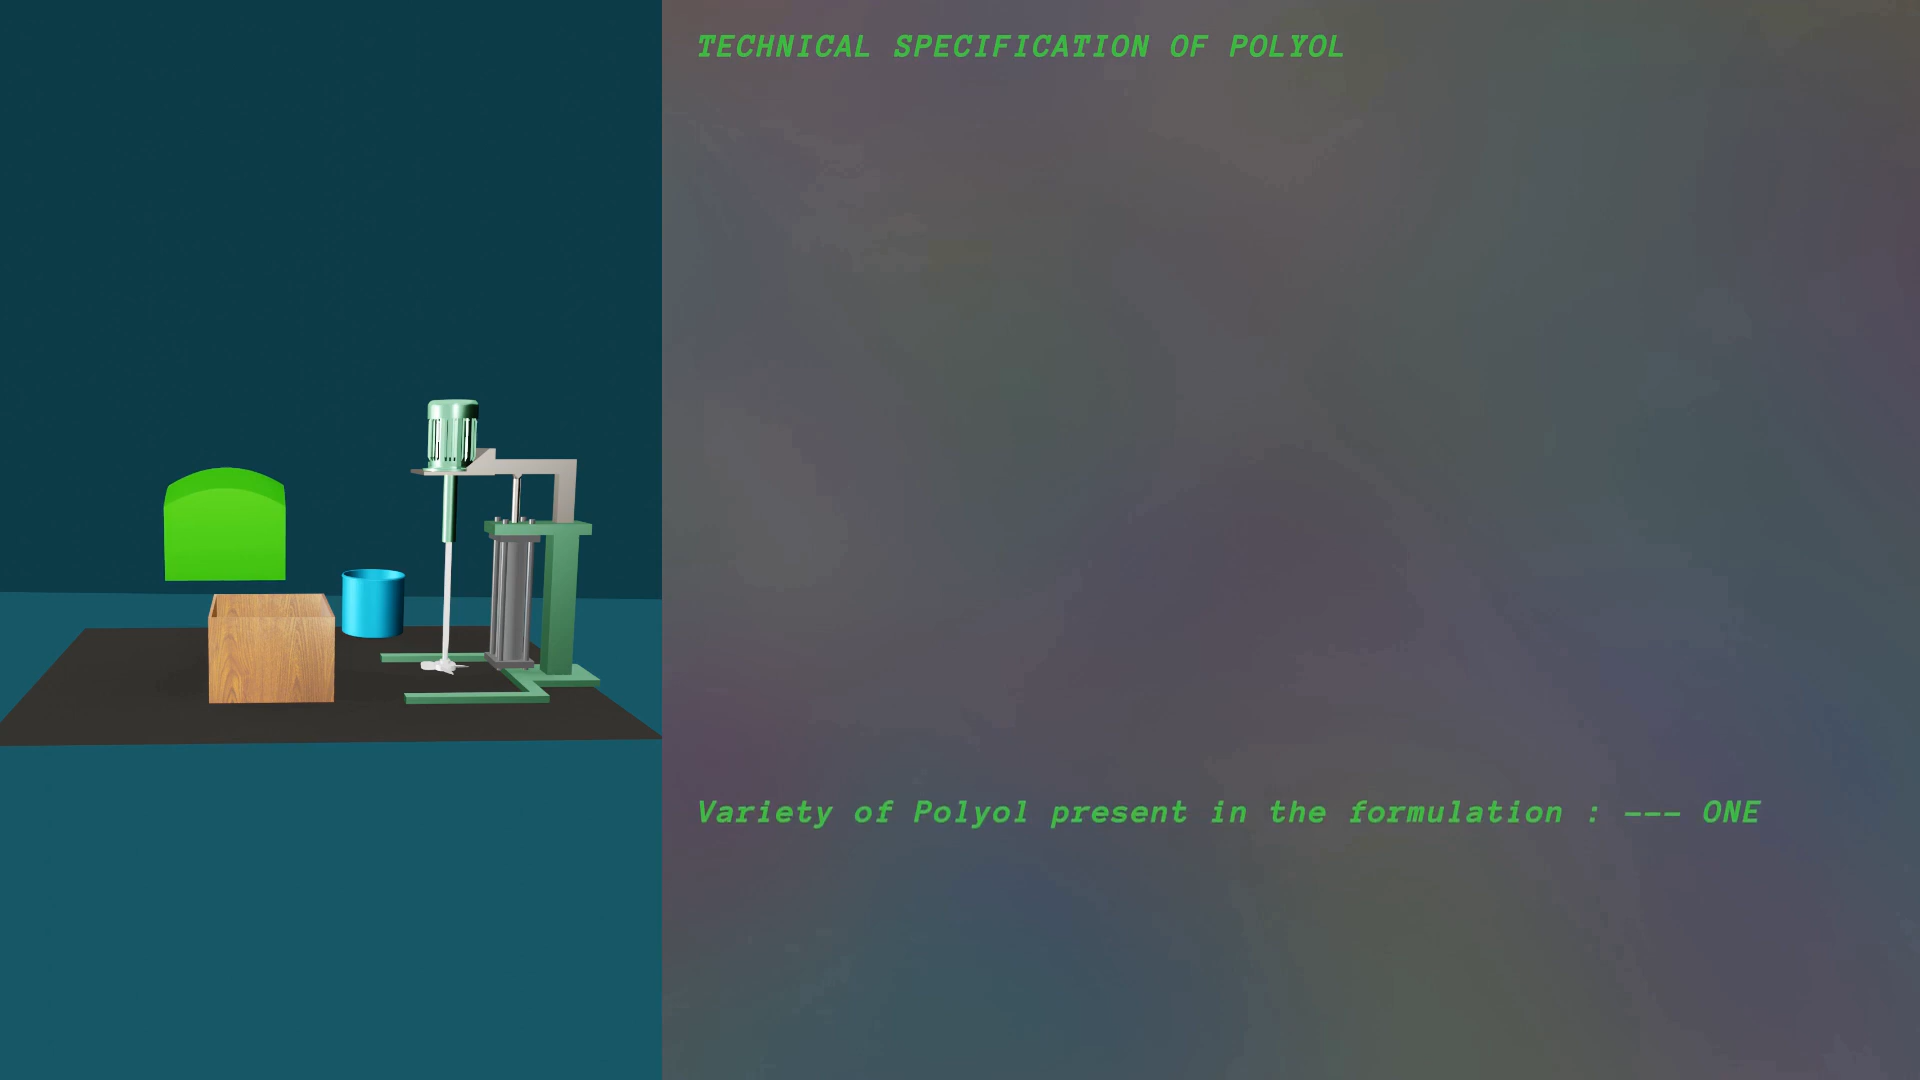 TECHNICAL SPECIFICATION OF POLYOL
Variety of Polyol present in the formulation : --- ONE